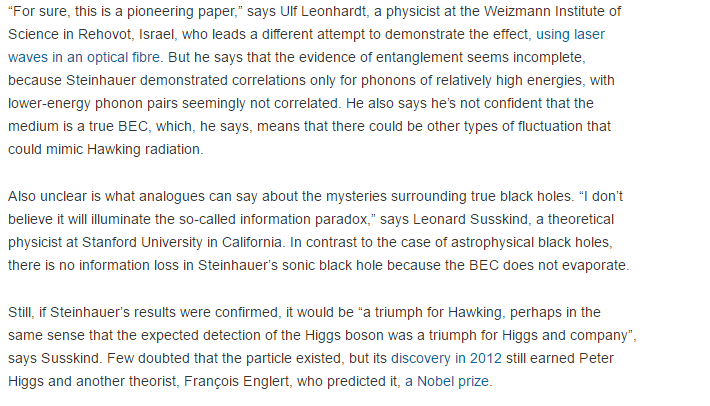 “For sure, this is a pioneering paper,” says Ulf Leonhardt, a physicist at the Weizmann Institute of
Science in Rehovot, Israel, who leads a different attempt to demonstrate the effect, using laser
waves in an optical fibre. But he says that the evidence of entanglement seems incomplete,
because Steinhauer demonstrated correlations only for phonons of relatively high energies, with
lower-energy phonon pairs seemingly not correlated. He also says he’s not confident that the
medium is a true BEC, which, he says, means that there could be other types of fluctuation that
could mimic Hawking radiation.
Also unclear is what analogues can say about the mysteries surrounding true black holes. “I don’t
believe it will illuminate the so-called information paradox,” says Leonard Susskind, a theoretical
physicist at Stanford University in California. In contrast to the case of astrophysical black holes,
there is no information loss in Steinhauer’s sonic black hole because the BEC does not evaporate.
Still, if Steinhauer’s results were confirmed, it would be “a triumph for Hawking, perhaps in the
same sense that the expected detection of the Higgs boson was a triumph for Higgs and company”,
says Susskind. Few doubted that the particle existed, but its discovery in 2012 still earned Peter
Higgs and another theorist, François Englert, who predicted it, a Nobel prize.